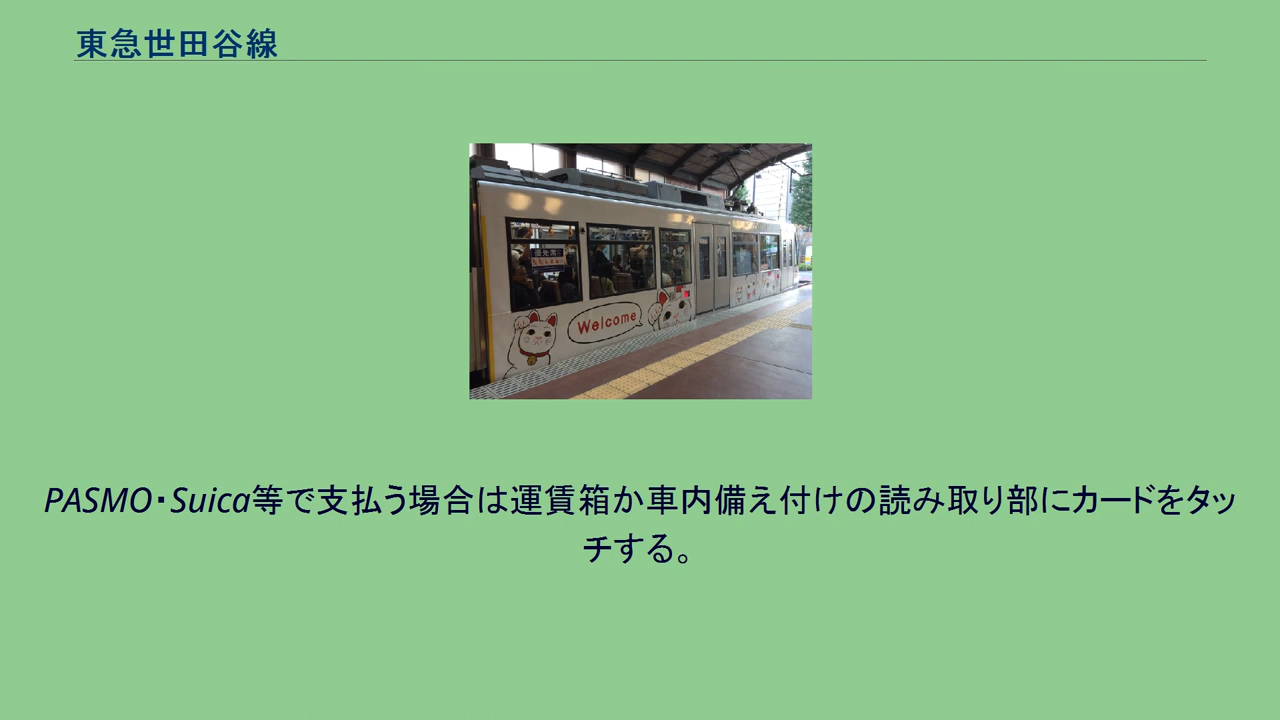 東急世田谷線
Welcome
PASMO・Suica等で支払う場合は運賃箱か車内備え付けの読み取り部にカードをタッ
チする。